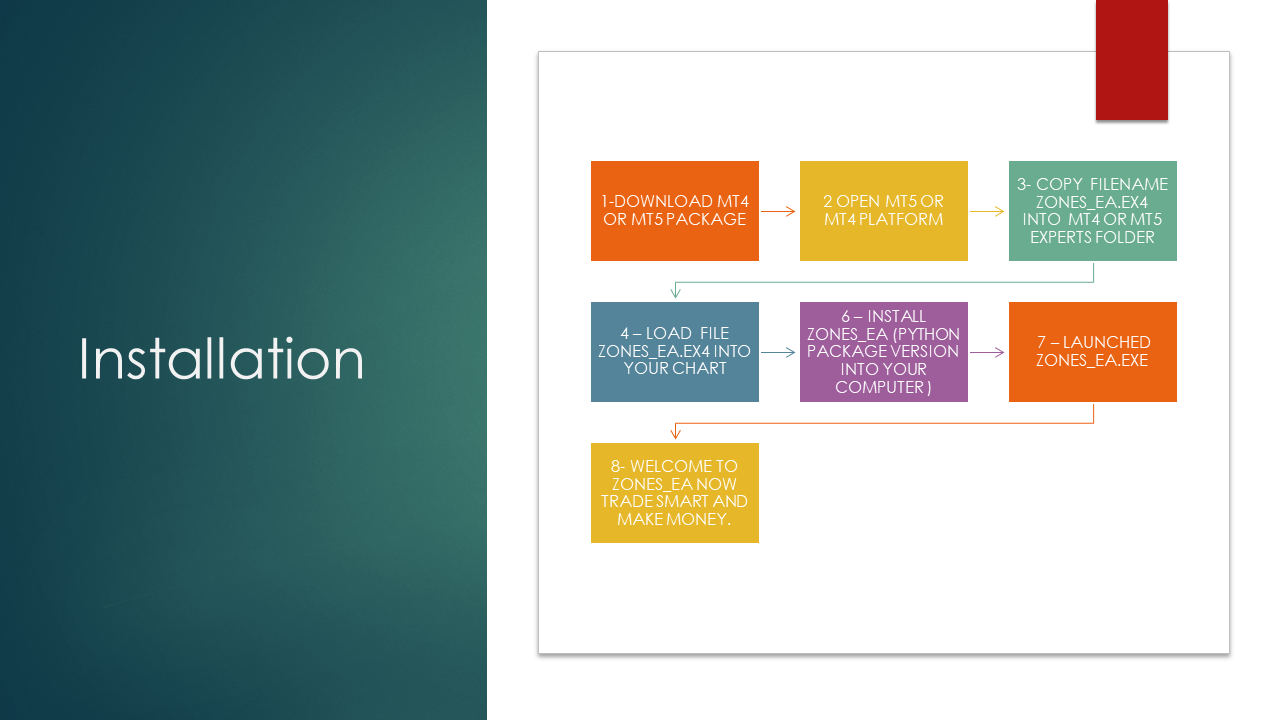 Installation
1-DOWNLOAD MT4
OR MT5 PACKAGE
2 OPEN MT5 OR
MT4 PLATFORM
3- COPY FILENAME
ZONES_EA.EX4
INTO MT4 OR MT5
EXPERTS FOLDER
4 – LOAD FILE
ZONES_EA.EX4 INTO
YOUR CHART
6 – INSTALL
ZONES_EA (PYTHON
PACKAGE VERSION
INTO YOUR
COMPUTER )
7 – LAUNCHED
ZONES_EA.EXE
8- WELCOME TO
ZONES_EA NOW
TRADE SMART AND
MAKE MONEY.